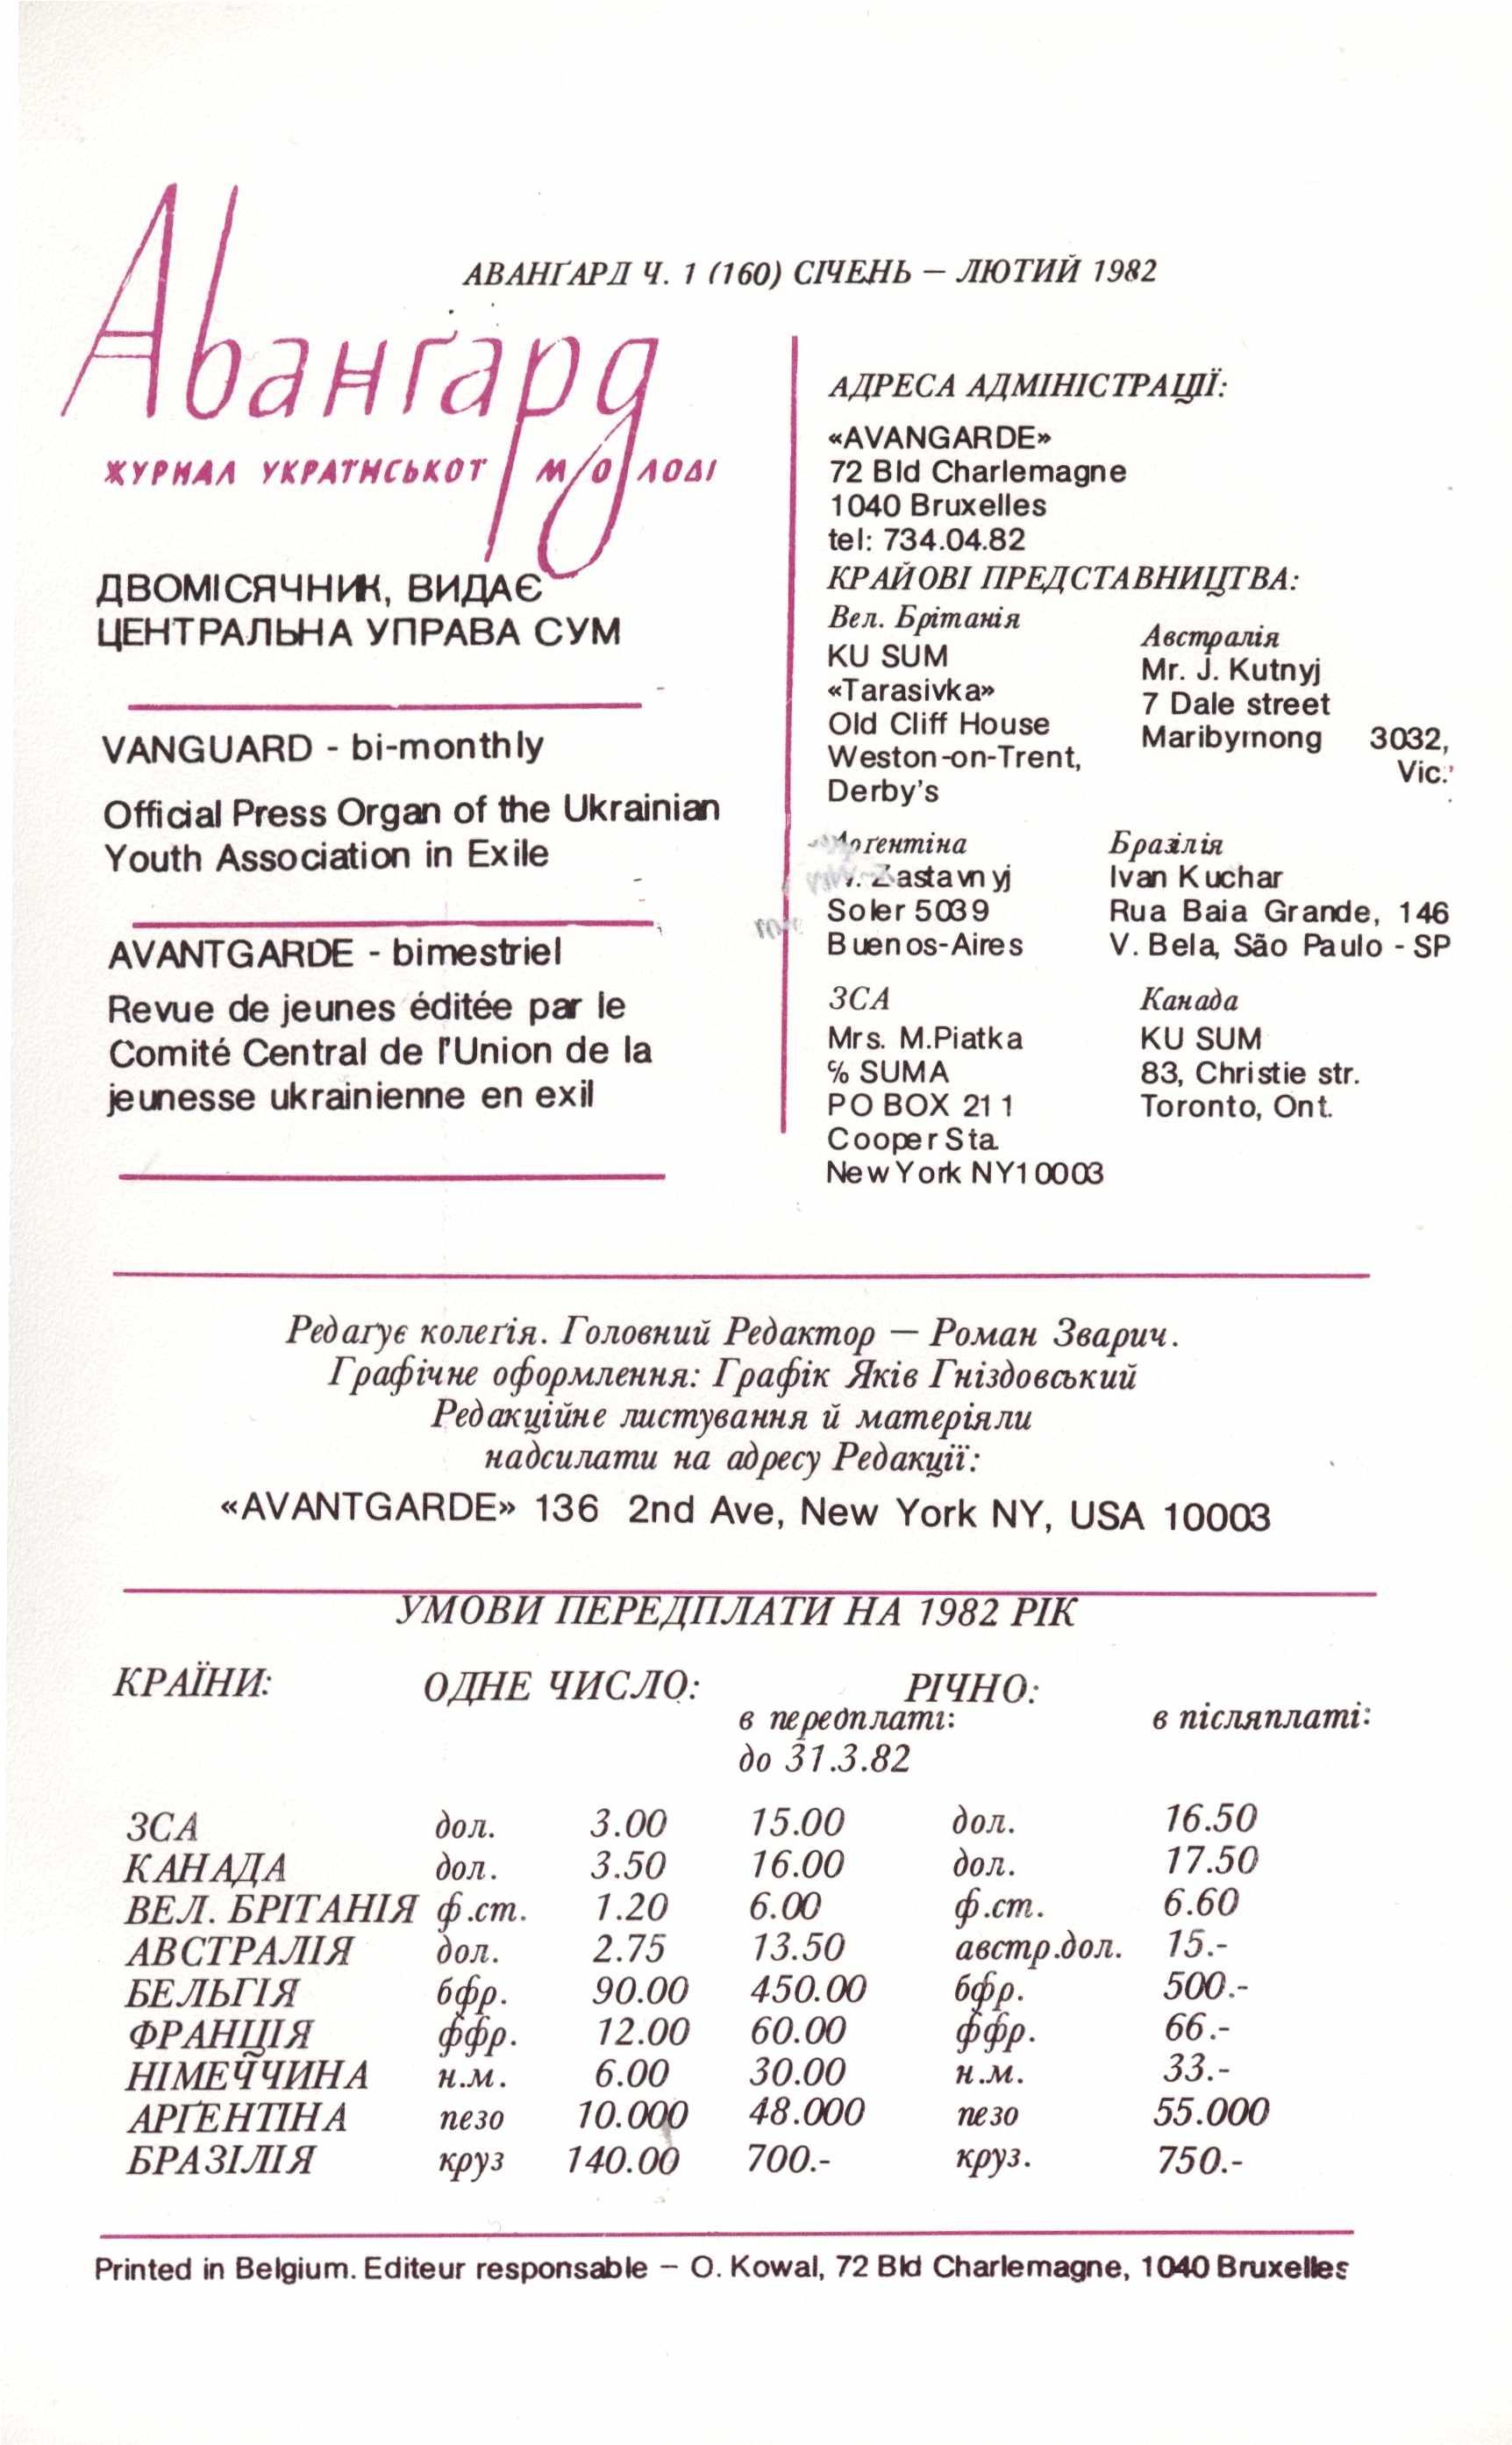 АВАНҐАРД Ч. 1 (160) СІЧЕНЬ – ЛЮТИЙ 1982
Авангард
ЖУРНАЛ УКРАЇНСЬКОЇ МОЛОДІ
ДВОМІСЯЧНИК, ВИДАЄ
ЦЕНТРАЛЬНА УПРАВА СУМ
VANGUARD - bi-monthly
Official Press Organ of the Ukrainian
Youth Association in Exile
AVANTGARDE - bimestriel
Revue de jeunes éditée par le
Comité Central de l'Union de la
jeunesse ukrainienne en exil
АДРЕСА АДМІНІСТРАЦІЇ:
«AVANGARDE»
72 Bld Charlemagne
1040 Bruxelles
tel: 734.04.82
КРАЙОВІ ПРЕДСТАВНИЦТВА:
Вел. Брітанія
KU SUM
«Tarasivka»
Old Cliff House
Weston-on-Trent,
Derby's
Австралія
Mr. J. Kutnyj
7 Dale street
Maribyrnong 3032,
Vic.
Арґентіна
Zastavnyj
Soler 5039
Buenos-Aires
Бразілія
Ivan Kuchar
Rua Baia Grande, 146
V. Bela, São Paulo - SP
ЗСА
Mrs. M.Piatka
℅ SUMA
PO BOX 211
Cooper Sta.
New York NY10003
Канада
KU SUM
83, Christie str.
Toronto, Ont.
Редаґує колеґія. Головний Редактор – Роман Зварич.
Графічне оформлення: Графік Яків Гніздовський
Редакційне листування й матеріяли
надсилати на адресу Редакції:
«AVANTGARDE» 136 2nd Ave, New York NY, USA 10003
УМОВИ ПЕРЕДПЛАТИ НА 1982 РІК
КРАЇНИ: ОДНЕ ЧИСЛО: РІЧНО:
в передплаті: в післяплаті:
до 31.3.82
ЗСА дол. 3.00 15.00 дол. 16.50
КАНАДА дол. 3.50 16.00 дол. 17.50
ВЕЛ. БРІТАНІЯ ф.ст. 1.20 6.00 ф.ст. 6.60
АВСТРАЛІЯ дол. 2.75 13.50 австр.дол. 15.-
БЕЛЬГІЯ бфр. 90.00 450.00 бфр. 500.-
ФРАНЦІЯ ффр. 12.00 60.00 ффр. 66.-
НІМЕЧЧИНА н.м. 6.00 30.00 н.м. 33.-
АРҐЕНТІНА пезо 10.000 48.000 пезо 55.000
БРАЗІЛІЯ круз 140.00 700.- круз. 750.-
Printed in Belgium. Editeur responsable – O. Kowal, 72 Bld Charlemagne, 1040 Bruxelles